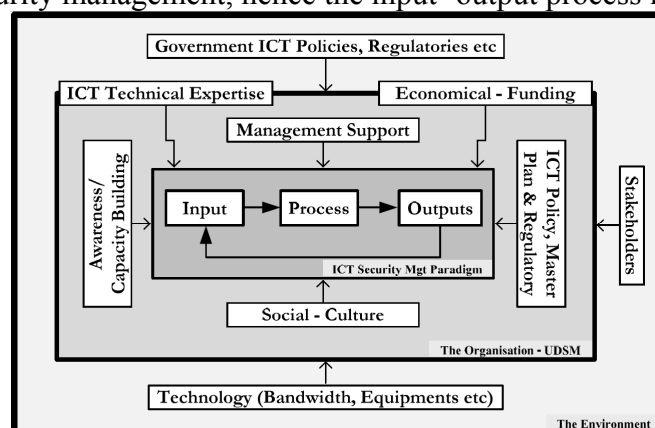 urity management, hence the input- output process
Government ICT Policies, Regulatories etc
ICT Technical Expertise
Economical - Funding
Management Support
Awareness/
Capacity Building
Input
Process
Outputs
ICT Policy, Master
Plan & Regulatory
Stakeholders
ICT Security Mgt Paradigm
Social - Culture
The Organisation - UDSM
Technology (Bandwidth, Equipments etc)
The Environment